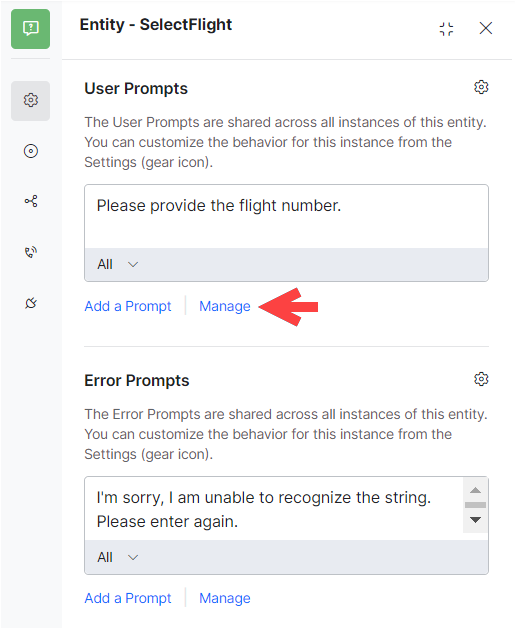 Entity - SelectFlight
User Prompts
The User Prompts are shared across all instances of this entity.
You can customize the behavior for this instance from the
Settings (gear icon).
Please provide the flight number.
All
Add a Prompt
Manage
Error Prompts
The Error Prompts are shared across all instances of this entity.
You can customize the behavior for this instance from the
Settings (gear icon).
I'm sorry, I am unable to recognize the string.
Please enter again.
All
Add a Prompt
Manage